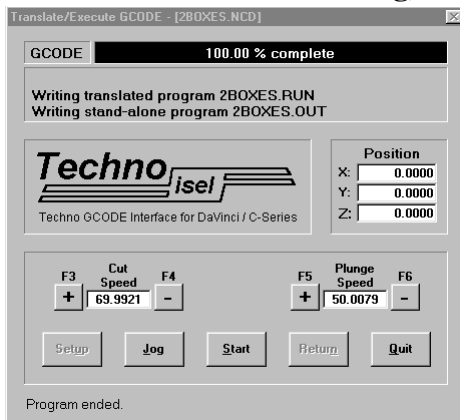 Translate/Execute GCODE - [2BOXES.NCD]
GCODE 100.00 % complete
Writing translated program 2BOXES.RUN
Writing stand-alone program 2BOXES.OUT
Techno isel
Techno GCODE Interface for DaVinci / C-Series
Position
X: 0.0000
Y: 0.0000
Z: 0.0000
F3 Cut Speed F4
+ 69.9921 -
F5 Plunge Speed F6
+ 50.0079 -
Setup Jog Start Return Quit
Program ended.